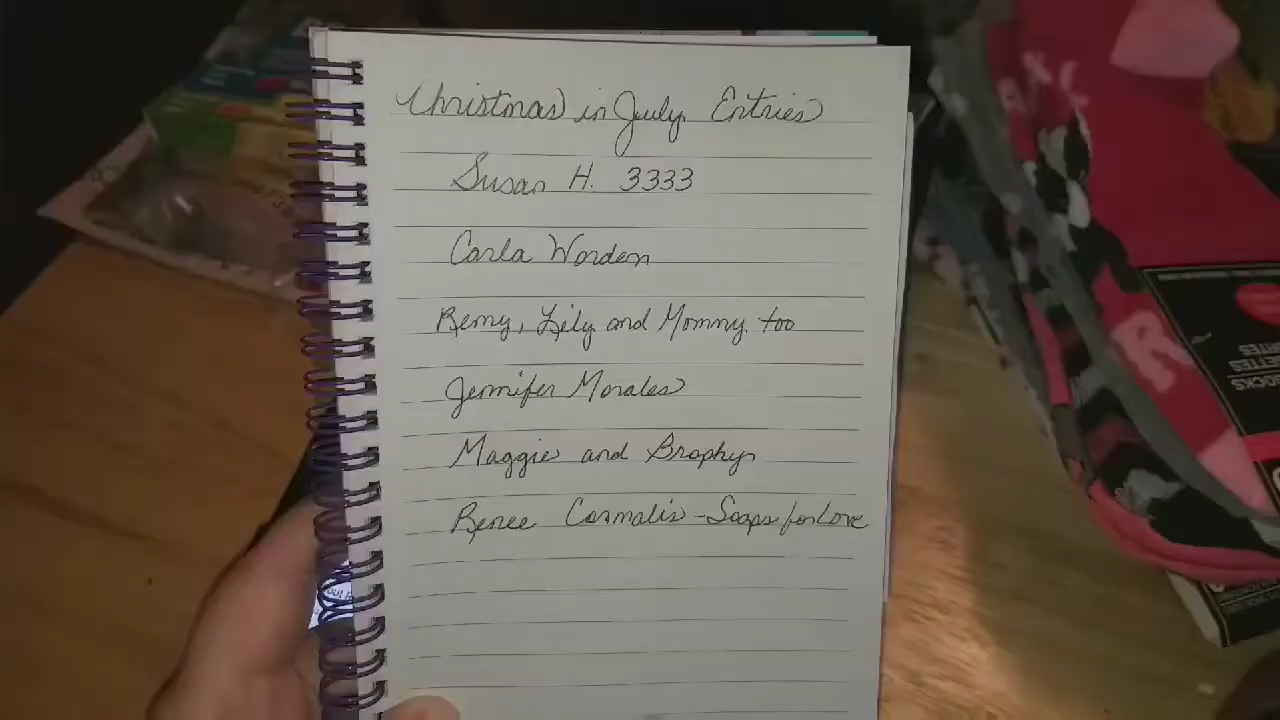 Christmas in July Entries
Susan H. 3333
Carla Worden
Remy, Lily and Mommy too
Jennifer Morales
Maggie and Brophy
Renee Cosmalis - Soaps for Love